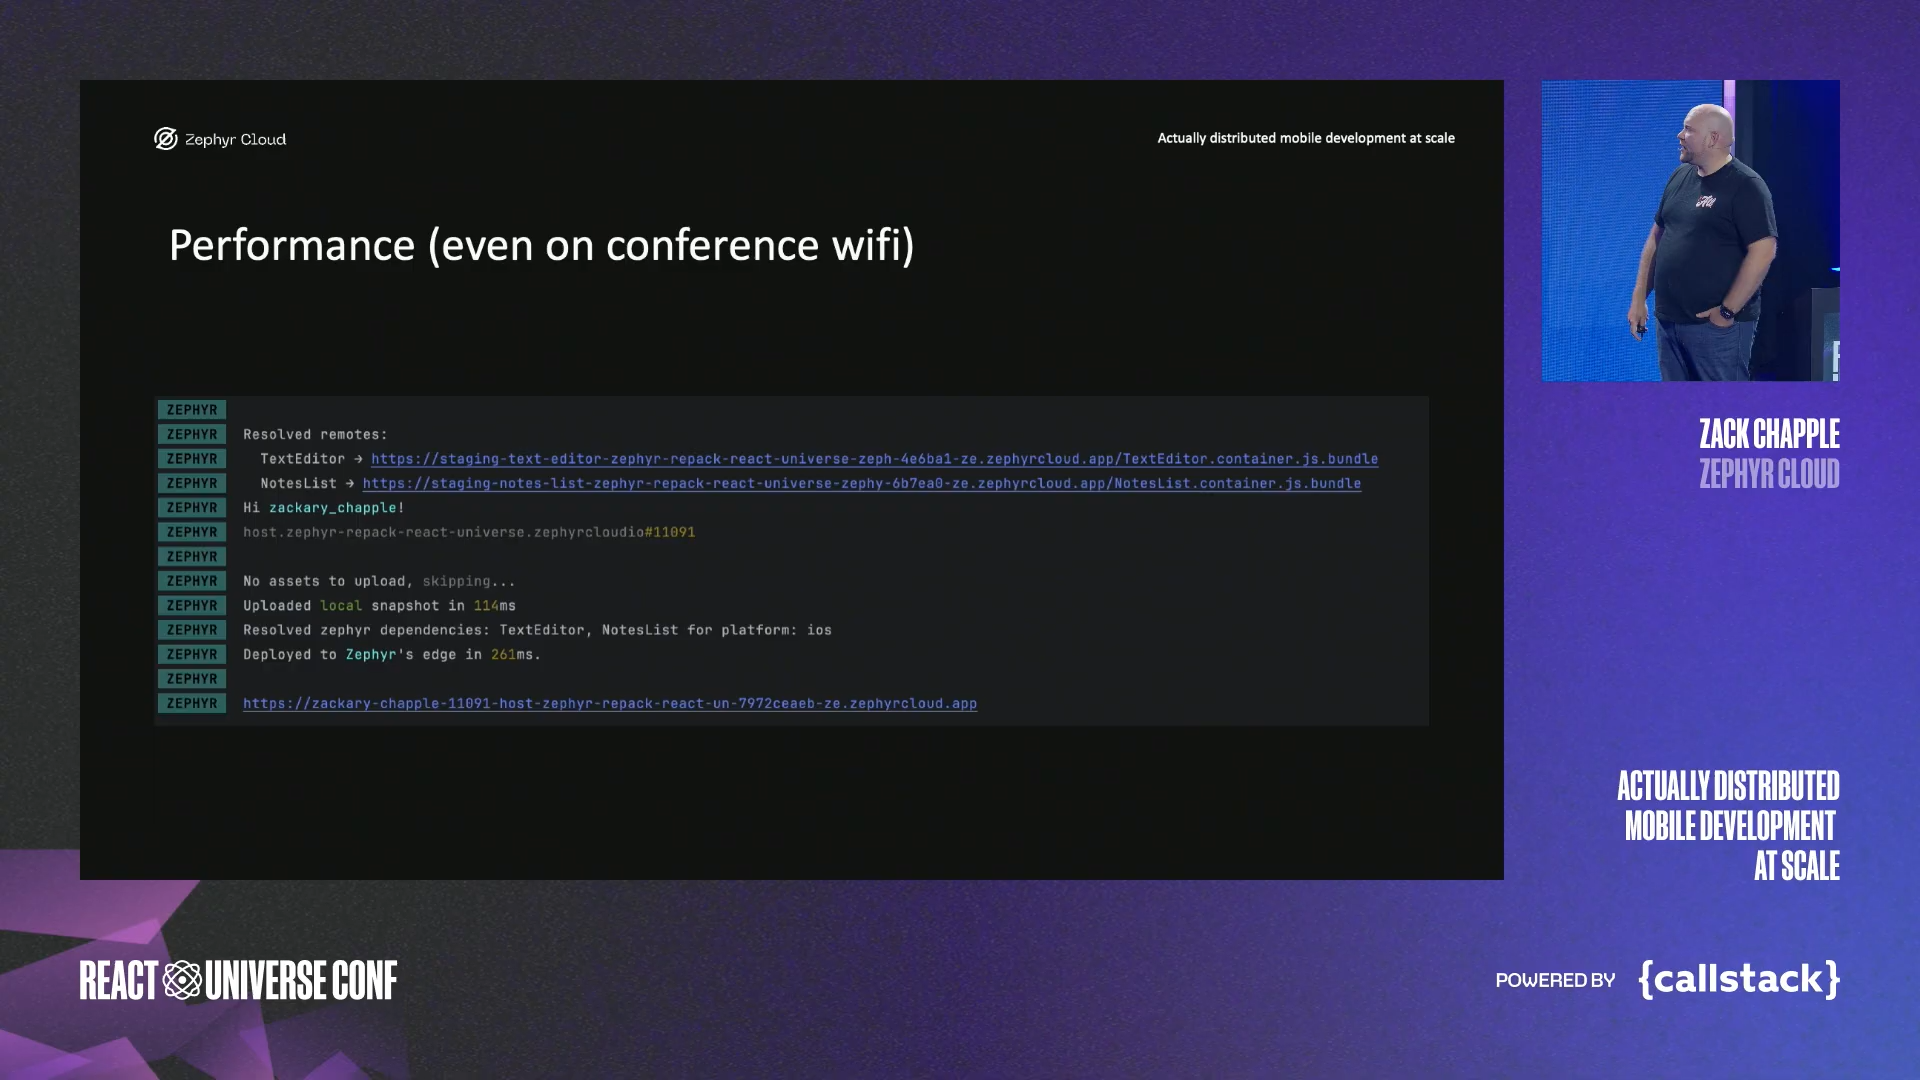 Zephyr Cloud
Actually distributed mobile development at scale
Performance (even on conference wifi)
ZEPHYR
ZEPHYR Resolved remotes:
ZEPHYR TextEditor → https://staging-text-editor-zephyr-repack-react-universe-zeph-4e6ba1-ze.zephyrcloud.app/TextEditor.container.js.bundle
ZEPHYR NotesList → https://staging-notes-list-zephyr-repack-react-universe-zephy-6b7ea0-ze.zephyrcloud.app/NotesList.container.js.bundle
ZEPHYR Hi zackary_chapple!
ZEPHYR host.zephyr-repack-react-universe.zephyrcloudio#11091
ZEPHYR
ZEPHYR No assets to upload, skipping...
ZEPHYR Uploaded local snapshot in 114ms
ZEPHYR Resolved zephyr dependencies: TextEditor, NotesList for platform: ios
ZEPHYR Deployed to Zephyr's edge in 261ms.
ZEPHYR
ZEPHYR https://zackary-chapple-11091-host-zephyr-repack-react-un-7972ceaeb-ze.zephyrcloud.app
ZACK CHAPPLE
ZEPHYR CLOUD
ACTUALLY DISTRIBUTED
MOBILE DEVELOPMENT
AT SCALE
REACT UNIVERSE CONF
POWERED BY {callstack}